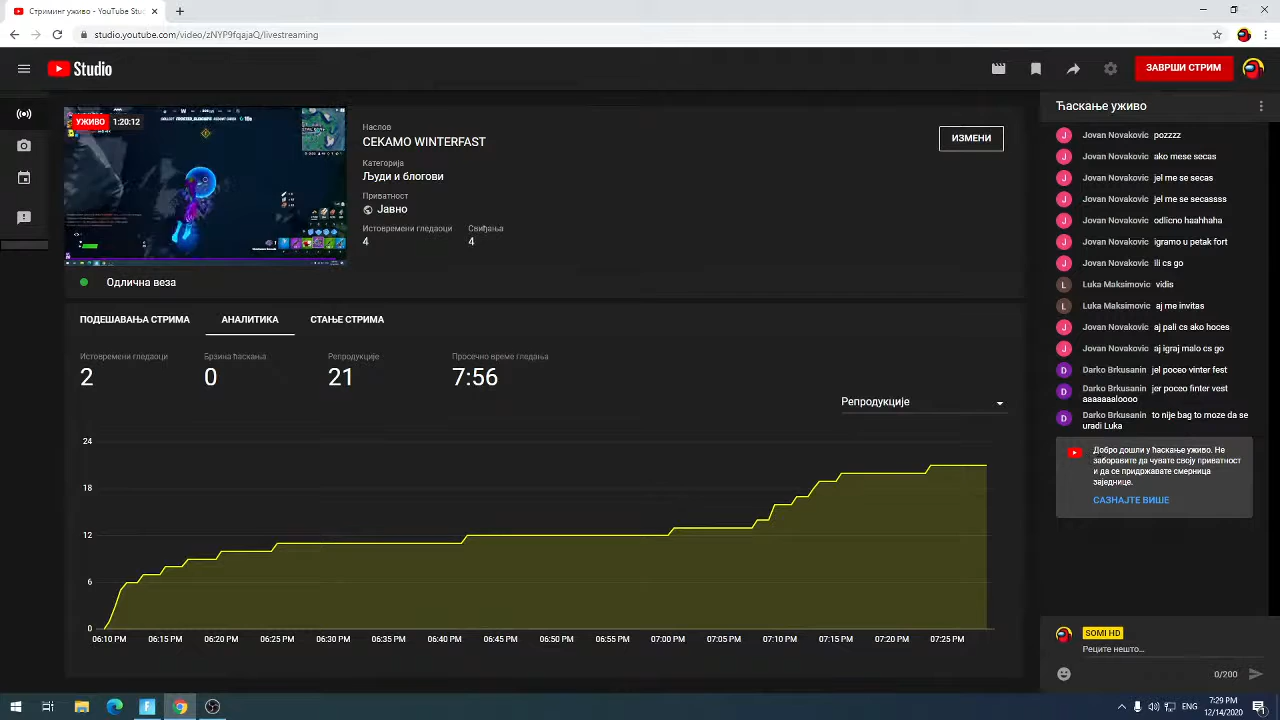 Стриминг уживо - YouTube Stud
studio.youtube.com/video/zNYP9fqajaQ/livestreaming
Studio
ЗАВРШИ СТРИМ
УЖИВО 1:20:12
Наслов
СЕКАМО WINTERFAST
ИЗМЕНИ
Категорија
Људи и блогови
Приватност
Јавно
Истовремени гледаоци Свиђања
4 4
Одлична веза
ПОДЕШАВАЊА СТРИМА АНАЛИТИКА СТАЊЕ СТРИМА
Истовремени гледаоци Брзина ћаскања Репродукције Просечно време гледања
2 0 21 7:56
Репродукције
24
18
12
6
0
06:10 PM 06:15 PM 06:20 PM 06:25 PM 06:30 PM 06:35 PM 06:40 PM 06:45 PM 06:50 PM 06:55 PM 07:00 PM 07:05 PM 07:10 PM 07:15 PM 07:20 PM 07:25 PM
Ћаскање уживо
J Jovan Novakovic pozzzz
J Jovan Novakovic ako mese secas
J Jovan Novakovic jel me se secas
J Jovan Novakovic jel me se secassss
J Jovan Novakovic odlicno haahhaha
J Jovan Novakovic igramo u petak fort
J Jovan Novakovic ili cs go
L Luka Maksimovic vidis
L Luka Maksimovic aj me invitas
J Jovan Novakovic aj pali cs ako hoces
J Jovan Novakovic aj igraj malo cs go
D Darko Brkusanin jel poceo vinter fest
D Darko Brkusanin jer poceo finter vest
aaaaaaaloooo
D Darko Brkusanin to nije bag to moze da se
uradi Luka
Добро дошли у ћаскање уживо. Не
заборавите да чувате своју приватност
и да се придржавате смерница
заједнице.
САЗНАЈТЕ ВИШЕ
SOMI HD
Реците нешто...
0/200
ENG
7:29 PM
12/14/2020